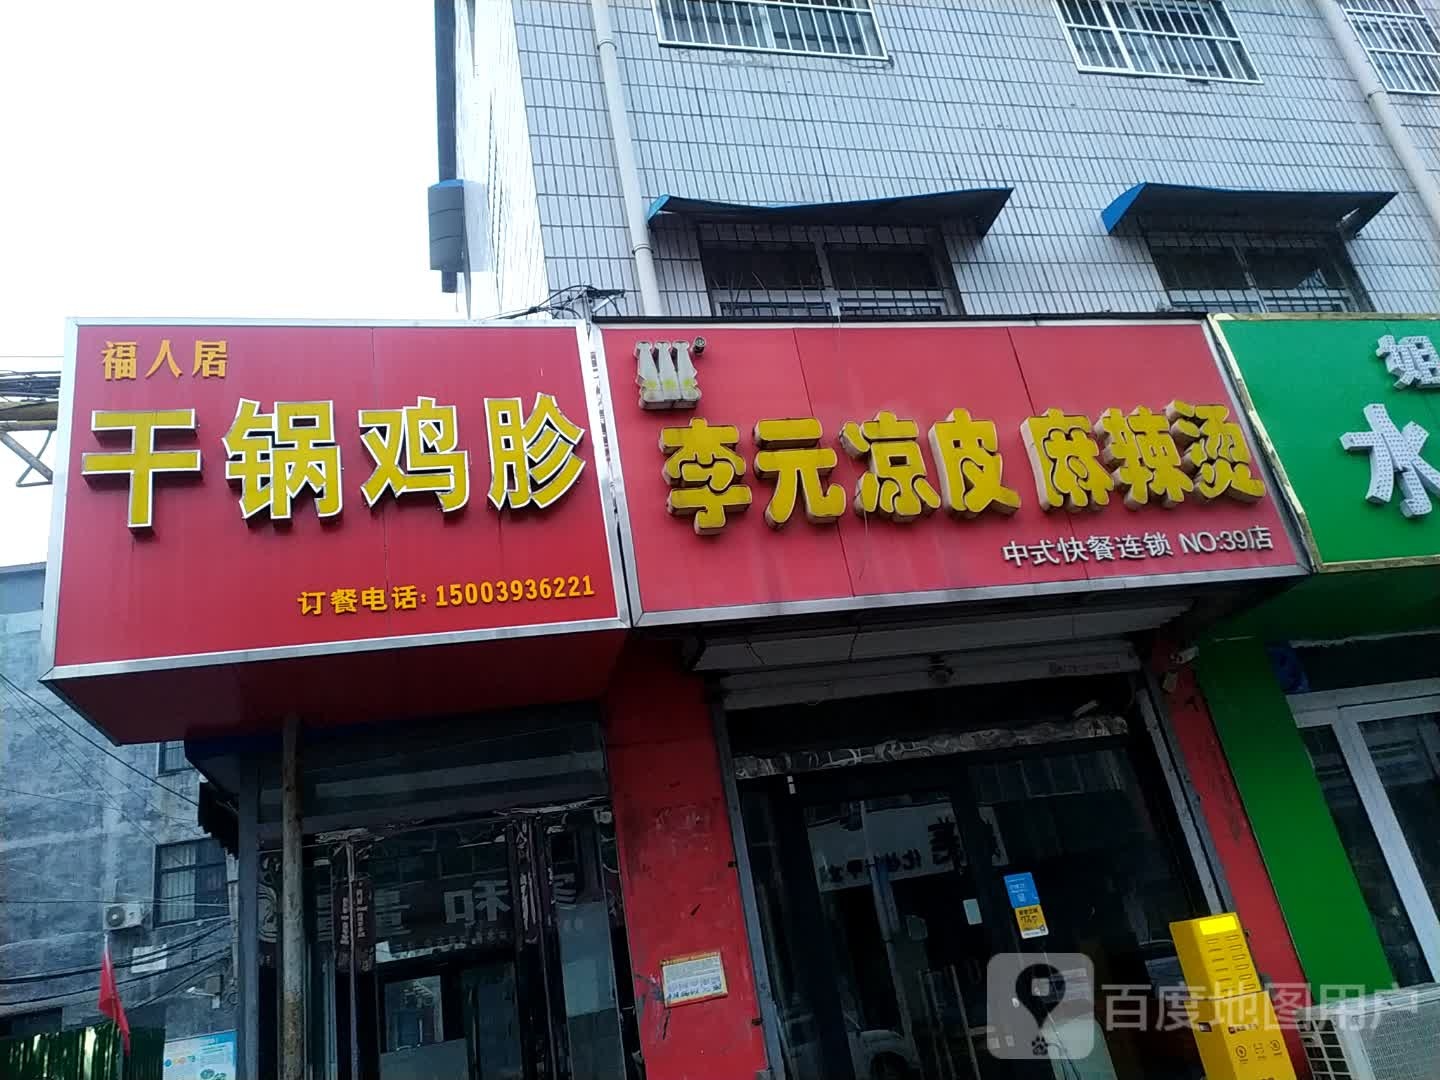 福人居
干锅鸡胗
订餐电话：15003936221
李元凉皮 麻辣烫
中式快餐连锁 NO:39店
水
百度地图用户